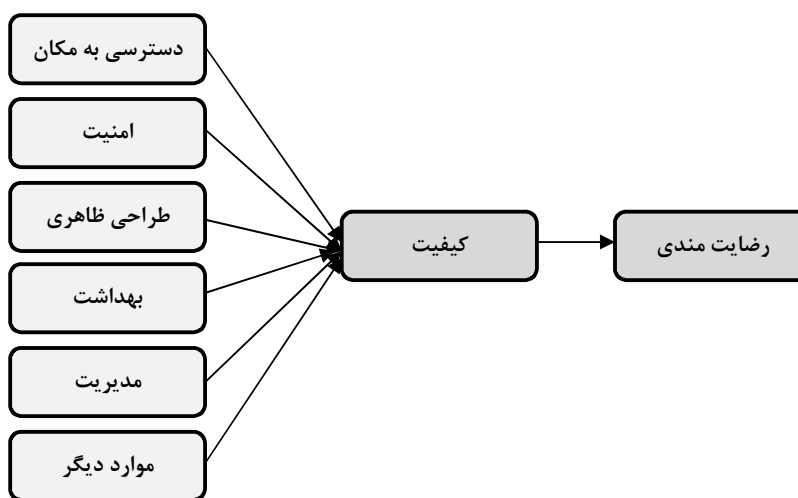 دسترسی به مکان
امنیت
طراحی ظاهری
بهداشت
مدیریت
موارد دیگر
کیفیت
رضایت مندی